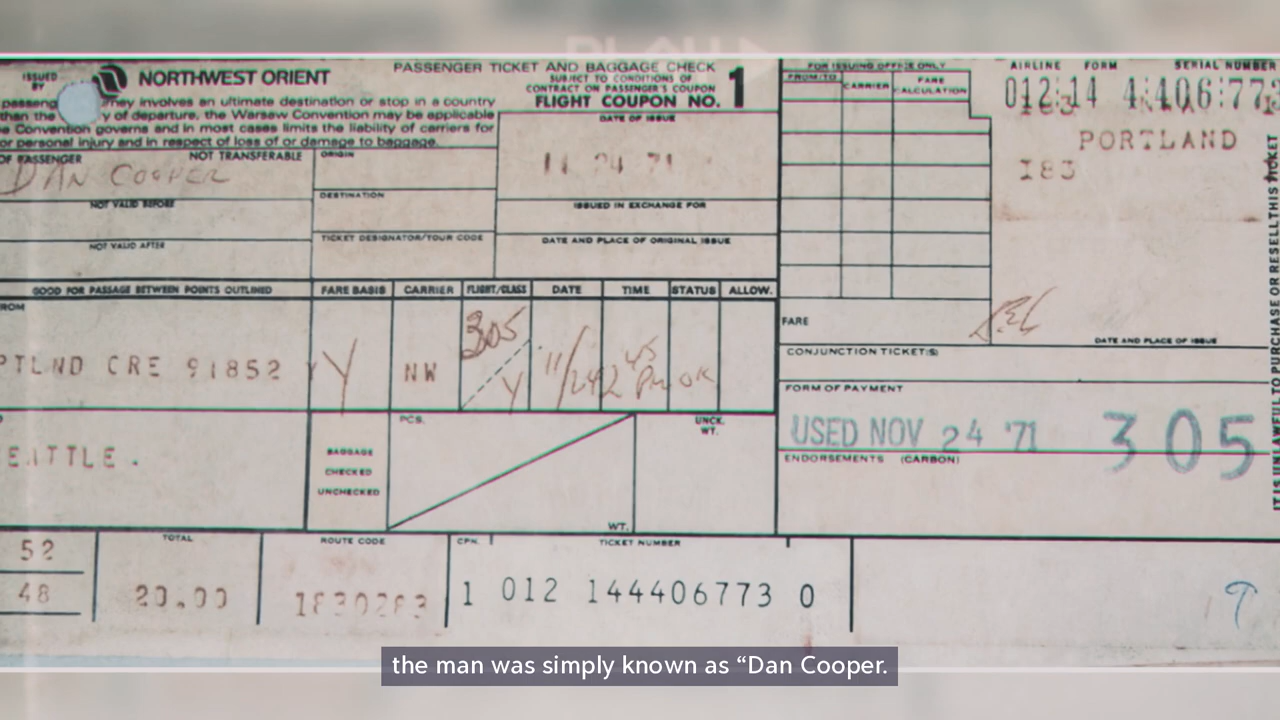 PLAY
ISSUED BY
NORTHWEST ORIENT
PASSENGER TICKET AND BAGGAGE CHECK
SUBJECT TO CONDITIONS OF
CONTRACT ON PASSENGER'S COUPON
FLIGHT COUPON NO. 1
involves an ultimate destination or stop in a country
of departure, the Warsaw Convention may be applicable
Convention governs and in most cases limits the liability of carriers for
or personal injury and in respect of loss of or damage to baggage.
OF PASSENGER
NOT TRANSFERABLE
DAN COOPER
NOT VALID BEFORE
NOT VALID AFTER
ORIGIN
DESTINATION
TICKET DESIGNATOR/TOUR CODE
DATE OF ISSUE
11 24 71
ISSUED IN EXCHANGE FOR
DATE AND PLACE OF ORIGINAL ISSUE
FOR ISSUING OFFICE ONLY
FROM/TO
CARRIER
FARE CALCULATION
AIRLINE FORM SERIAL NUMBER
PORTLAND
183
FARE
DATE AND PLACE OF ISSUE
GOOD FOR PASSAGE BETWEEN POINTS OUTLINED
FARE BASIS
CARRIER
FLIGHT/CLASS
DATE
TIME
STATUS
ALLOW.
PTLND CRE 91852
Y
NW
305
Y
11/24
2 45 PM
OK
CONJUNCTION TICKET(S)
FORM OF PAYMENT
USED NOV 24 '71 305
ENDORSEMENTS (CARBON)
EATTLE.
BAGGAGE
CHECKED
UNCHECKED
PCS.
WT.
UNCK.
WT.
IT IS UNLAWFUL TO PURCHASE OR RESELL THIS TICKET
52
48
TOTAL
20.00
ROUTE CODE
CPN.
TICKET NUMBER
1 012 144406773 0
the man was simply known as “Dan Cooper.